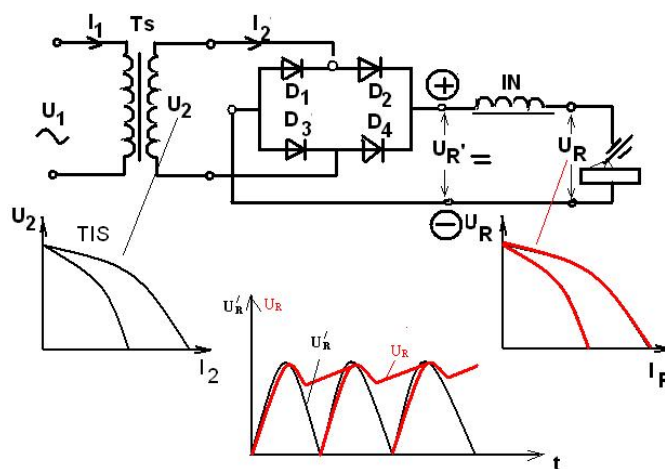 I1 Ts I2
D1 D2 + IN
U1 U2
D3 D4 UR' = UR
−
U2 TIS
I2
UR
IR
UR' UR
UR' UR
t